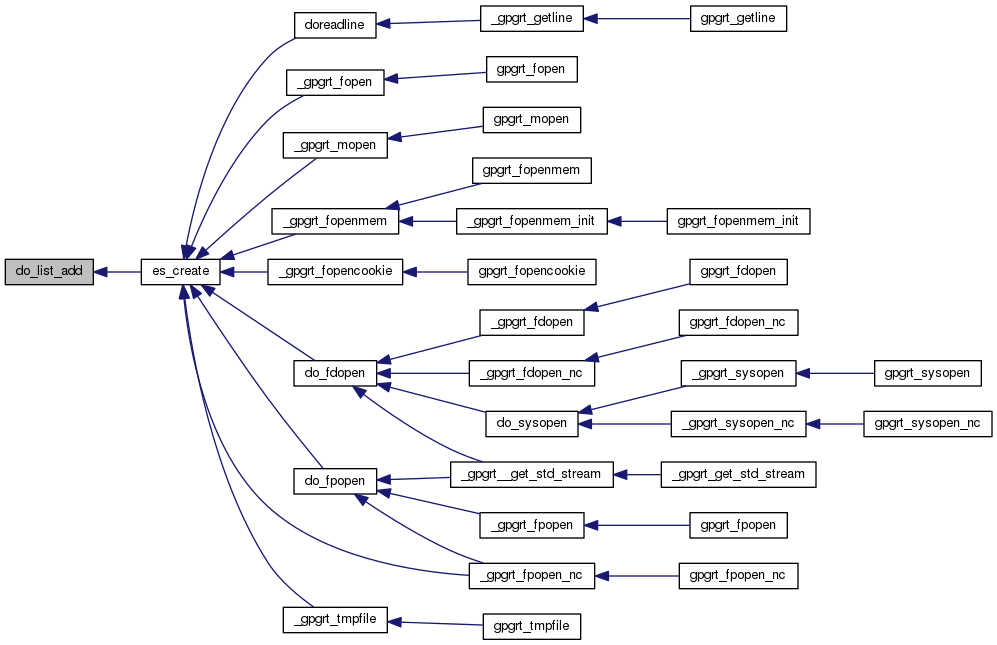 doreadline
_gpgrt_getline
gpgrt_getline
_gpgrt_fopen
gpgrt_fopen
_gpgrt_mopen
gpgrt_mopen
gpgrt_fopenmem
_gpgrt_fopenmem
_gpgrt_fopenmem_init
gpgrt_fopenmem_init
do_list_add
es_create
_gpgrt_fopencookie
gpgrt_fopencookie
gpgrt_fdopen
_gpgrt_fdopen
gpgrt_fdopen_nc
do_fdopen
_gpgrt_fdopen_nc
_gpgrt_sysopen
gpgrt_sysopen
do_sysopen
_gpgrt_sysopen_nc
gpgrt_sysopen_nc
do_fpopen
_gpgrt__get_std_stream
_gpgrt_get_std_stream
_gpgrt_fpopen
gpgrt_fpopen
_gpgrt_fpopen_nc
gpgrt_fpopen_nc
_gpgrt_tmpfile
gpgrt_tmpfile